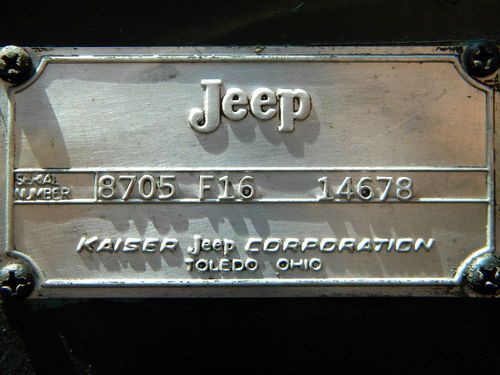 Jeep
SERIAL
NUMBER 8705 F16 14678
KAISER Jeep CORPORATION
TOLEDO OHIO